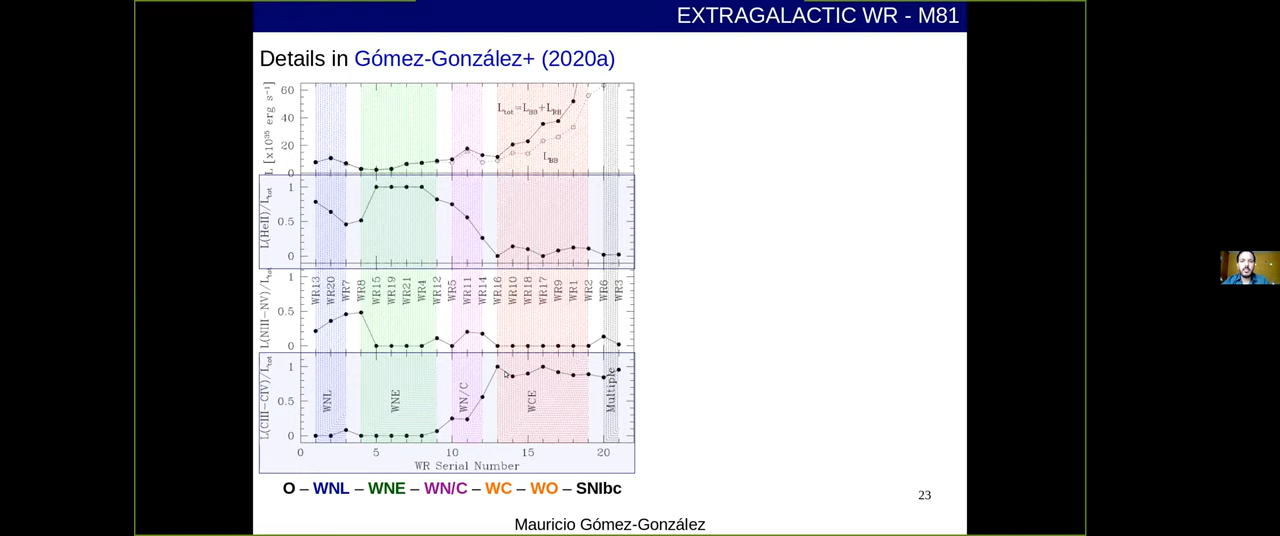 EXTRAGALACTIC WR - M81
Details in Gómez-González+ (2020a)
L [x10³⁵ erg s⁻¹]
60
40
20
0
Ltot=LBB+LRB
LBB
L(HeII)/Ltot
1
0.5
0
L(NIII-NV)/Ltot
1
0.5
0
WR13
WR20
WR7
WR8
WR15
WR19
WR21
WR4
WR12
WR5
WR11
WR14
WR16
WR10
WR18
WR17
WR9
WR1
WR2
WR6
WR3
L(CIII-CIV)/Ltot
1
0.5
0
WNL
WNE
WN/C
WCE
Multiple
0 5 10 15 20
WR Serial Number
O – WNL – WNE – WN/C – WC – WO – SNIbc
23
Mauricio Gómez-González